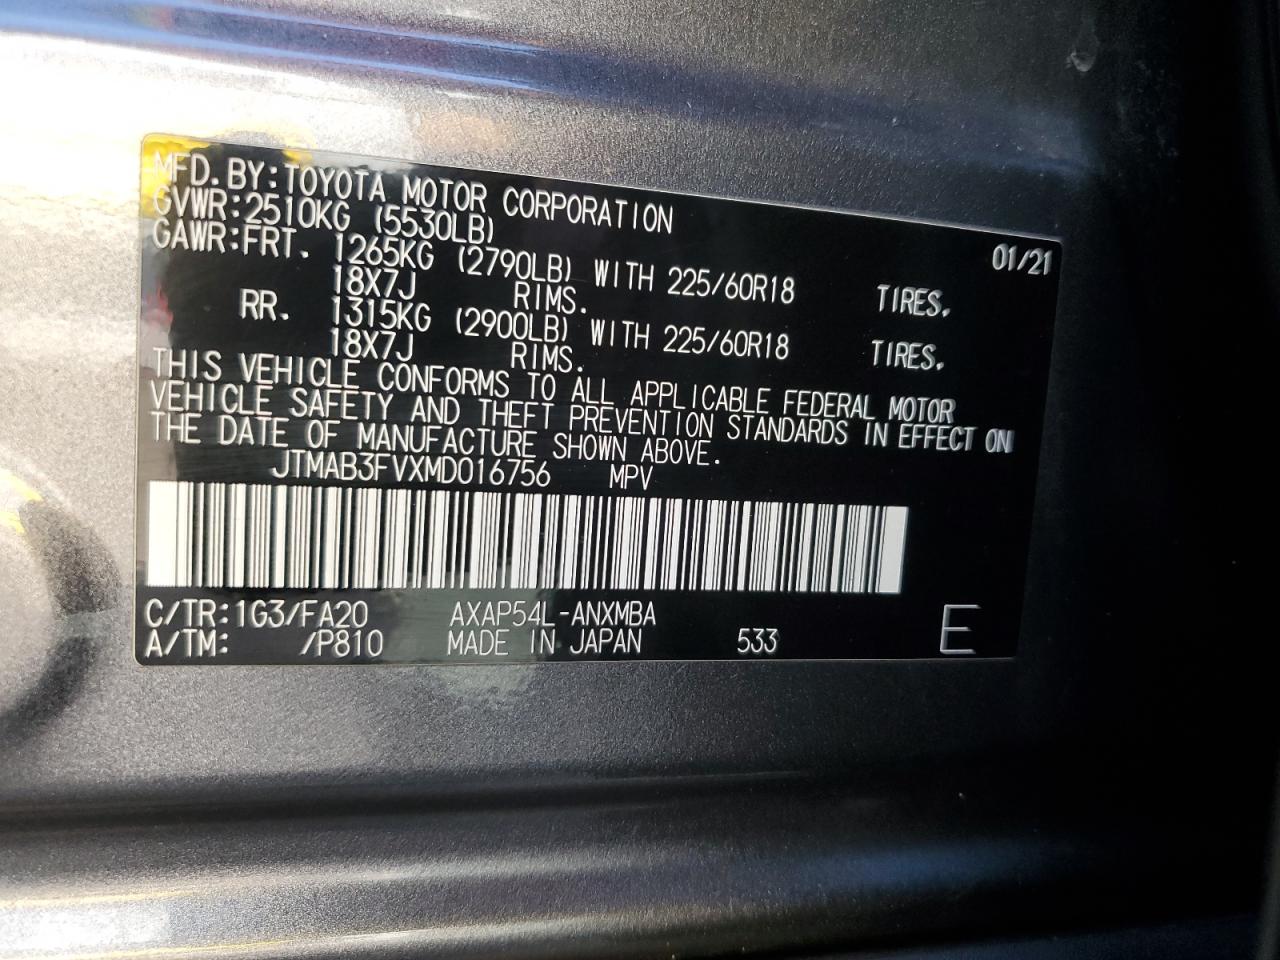 MFD. BY: TOYOTA MOTOR CORPORATION 01/21
GVWR: 2510KG (5530LB)
GAWR: FRT. 1265KG (2790LB) WITH 225/60R18 TIRES.
18X7J RIMS.
RR. 1315KG (2900LB) WITH 225/60R18 TIRES.
18X7J RIMS.
THIS VEHICLE CONFORMS TO ALL APPLICABLE FEDERAL MOTOR
VEHICLE SAFETY AND THEFT PREVENTION STANDARDS IN EFFECT ON
THE DATE OF MANUFACTURE SHOWN ABOVE.
JTMAB3FVXMD016756 MPV
C/TR: 1G3/FA20 AXAP54L-ANXMBA
A/TM: /P810 MADE IN JAPAN 533 E